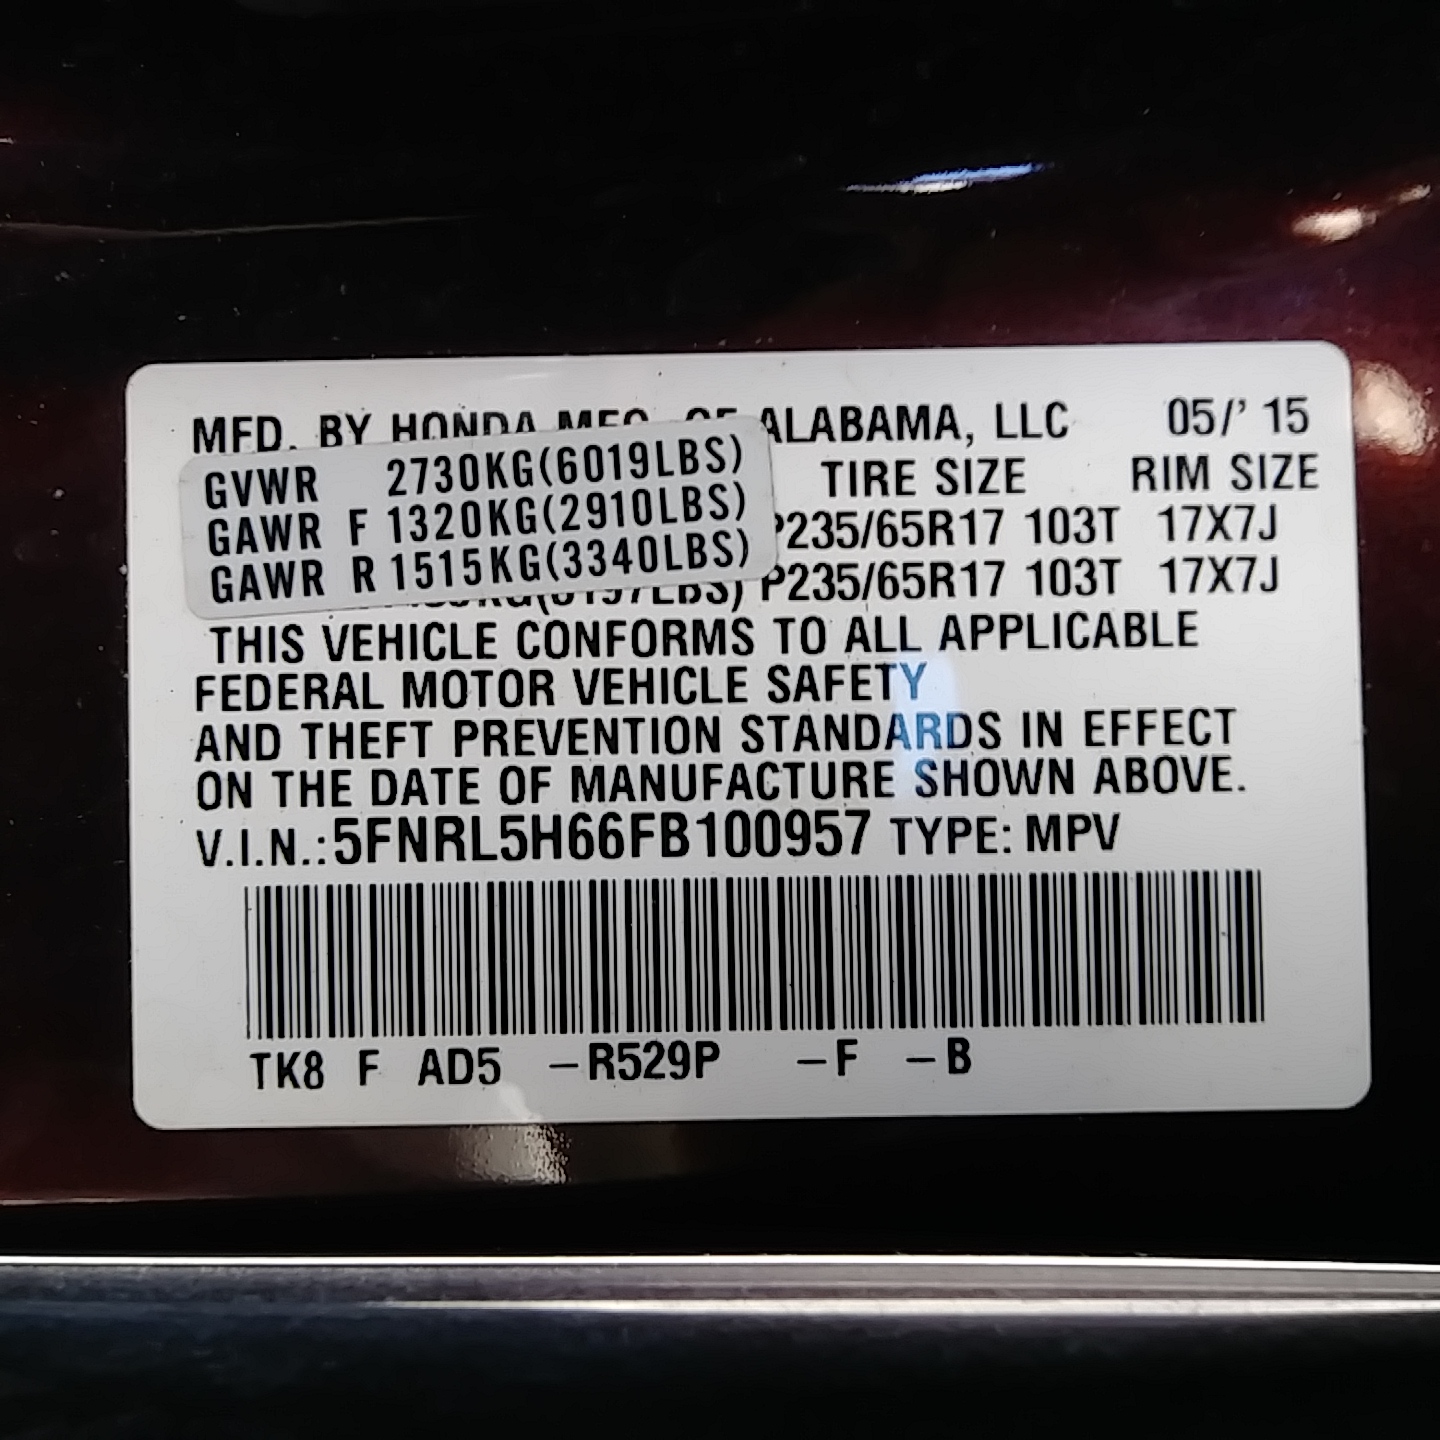 MFD. BY HONDA MFG. OF ALABAMA, LLC 05/' 15
GVWR 2730KG(6019LBS) TIRE SIZE RIM SIZE
GAWR F 1320KG(2910LBS) P235/65R17 103T 17X7J
GAWR R 1515KG(3340LBS)
P235/65R17 103T 17X7J
THIS VEHICLE CONFORMS TO ALL APPLICABLE
FEDERAL MOTOR VEHICLE SAFETY
AND THEFT PREVENTION STANDARDS IN EFFECT
ON THE DATE OF MANUFACTURE SHOWN ABOVE.
V.I.N.:5FNRL5H66FB100957 TYPE: MPV
TK8 F AD5 –R529P –F –B